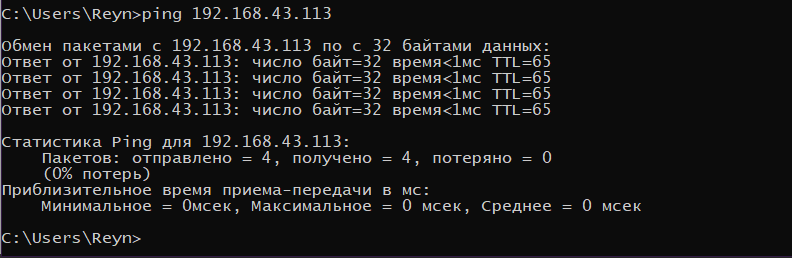 C:\Users\Reyn>ping 192.168.43.113
Обмен пакетами с 192.168.43.113 по с 32 байтами данных:
Ответ от 192.168.43.113: число байт=32 время<1мс TTL=65
Ответ от 192.168.43.113: число байт=32 время<1мс TTL=65
Ответ от 192.168.43.113: число байт=32 время<1мс TTL=65
Ответ от 192.168.43.113: число байт=32 время<1мс TTL=65
Статистика Ping для 192.168.43.113:
Пакетов: отправлено = 4, получено = 4, потеряно = 0
(0% потерь)
Приблизительное время приема-передачи в мс:
Минимальное = 0мсек, Максимальное = 0 мсек, Среднее = 0 мсек
C:\Users\Reyn>